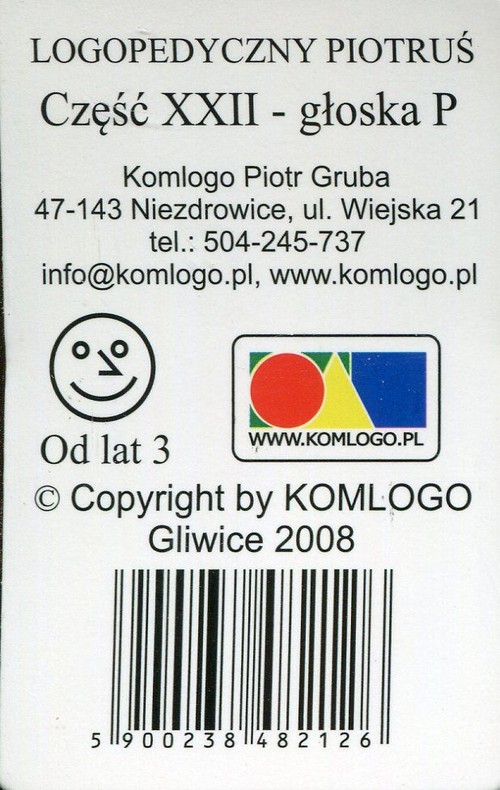 LOGOPEDYCZNY PIOTRUŚ
Część XXII - głoska P
Komlogo Piotr Gruba
47-143 Niezdrowice, ul. Wiejska 21
tel.: 504-245-737
info@komlogo.pl, www.komlogo.pl
WWW.KOMLOGO.PL
Od lat 3
© Copyright by KOMLOGO
Gliwice 2008
5 900238 482126